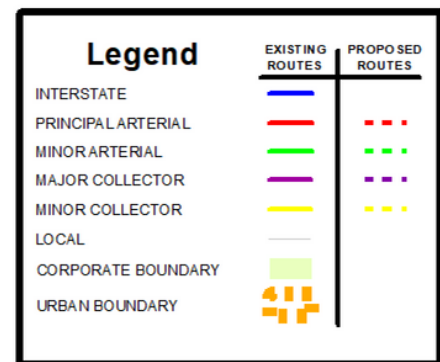 Legend
EXISTING ROUTES
PROPOSED ROUTES
INTERSTATE
PRINCIPAL ARTERIAL
MINOR ARTERIAL
MAJOR COLLECTOR
MINOR COLLECTOR
LOCAL
CORPORATE BOUNDARY
URBAN BOUNDARY